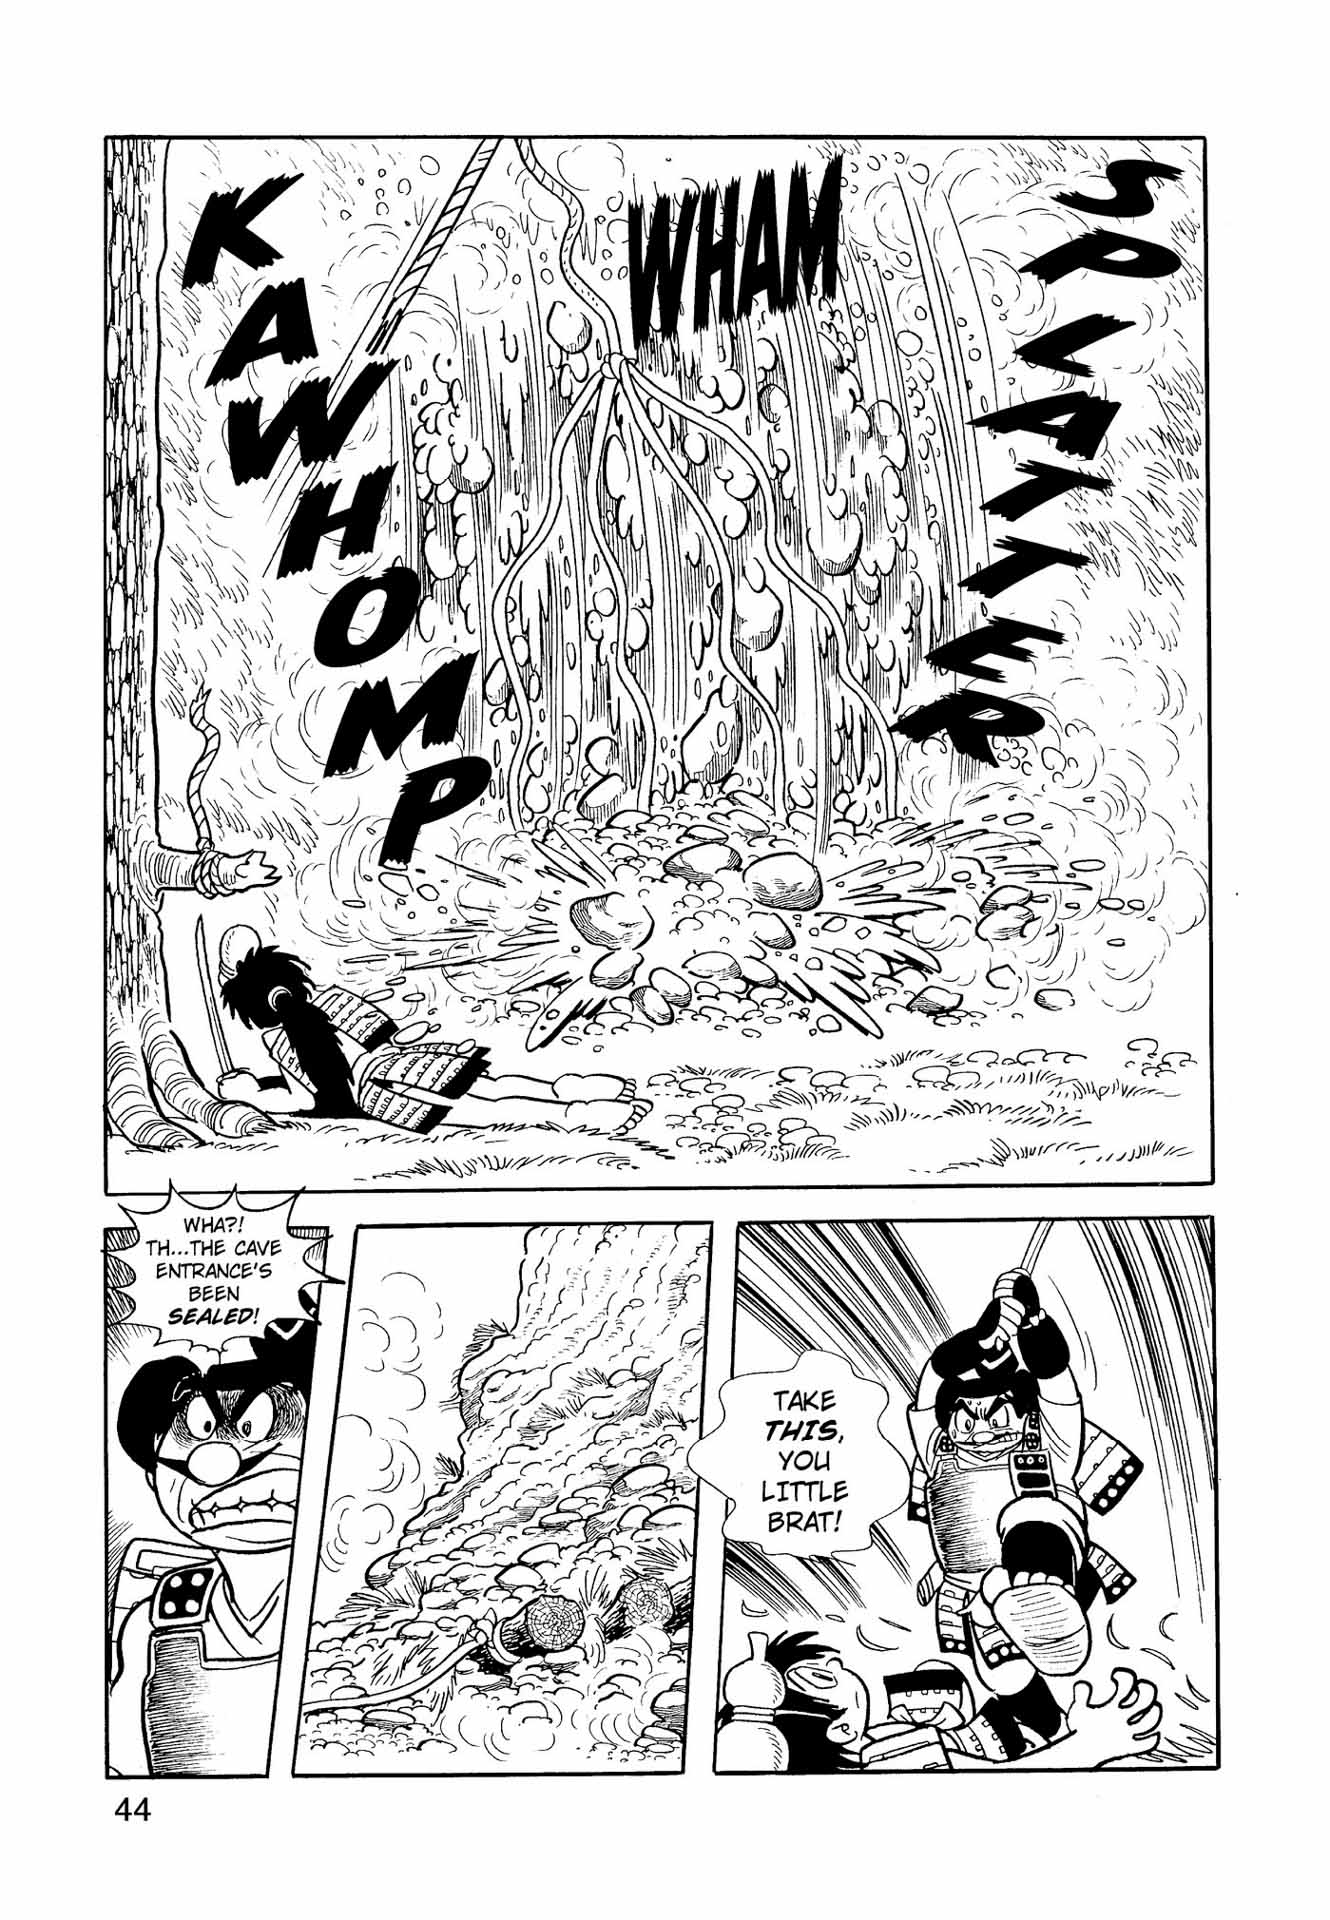 KAWHOMP
WHAM
SPLATTER
WHA?!
TH...THE CAVE
ENTRANCE'S
BEEN
SEALED!
TAKE
THIS,
YOU
LITTLE
BRAT!
44